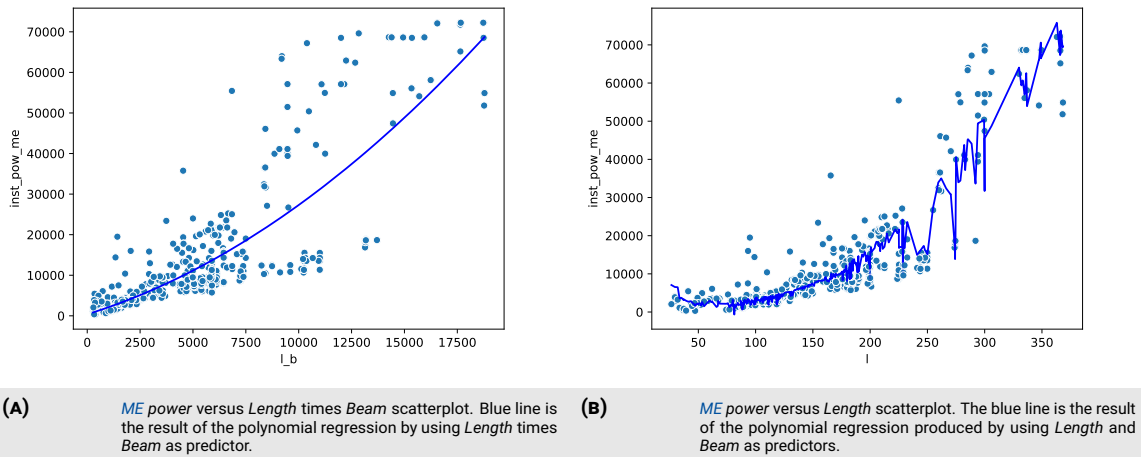 70000
60000
50000
40000
30000
20000
10000
0
inst_pow_me
0 2500 5000 7500 10000 12500 15000 17500
l_b
70000
60000
50000
40000
30000
20000
10000
0
inst_pow_me
50 100 150 200 250 300 350
l
(A)
ME power versus Length times Beam scatterplot. Blue line is
the result of the polynomial regression by using Length times
Beam as predictor.
(B)
ME power versus Length scatterplot. The blue line is the result
of the polynomial regression produced by using Length and
Beam as predictors.